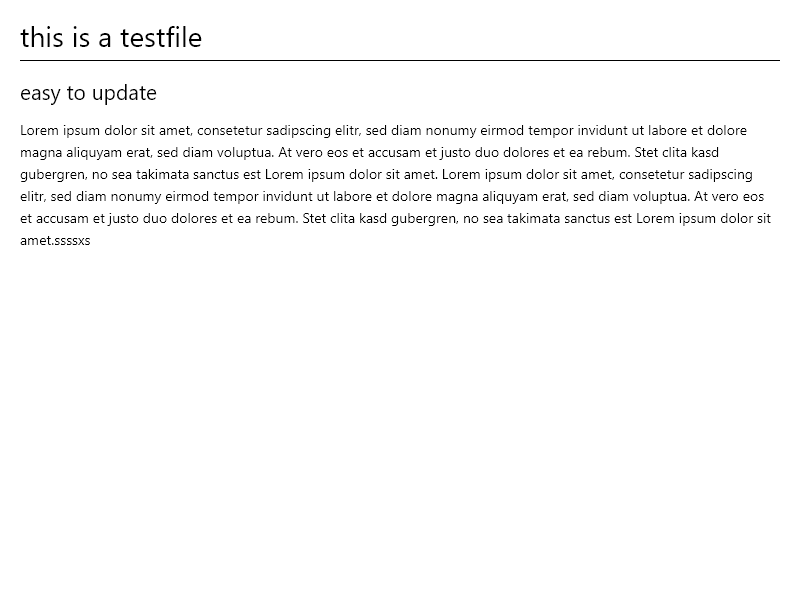 this is a testfile
easy to update
Lorem ipsum dolor sit amet, consetetur sadipscing elitr, sed diam nonumy eirmod tempor invidunt ut labore et dolore
magna aliquyam erat, sed diam voluptua. At vero eos et accusam et justo duo dolores et ea rebum. Stet clita kasd
gubergren, no sea takimata sanctus est Lorem ipsum dolor sit amet. Lorem ipsum dolor sit amet, consetetur sadipscing
elitr, sed diam nonumy eirmod tempor invidunt ut labore et dolore magna aliquyam erat, sed diam voluptua. At vero eos
et accusam et justo duo dolores et ea rebum. Stet clita kasd gubergren, no sea takimata sanctus est Lorem ipsum dolor sit
amet.ssssxs